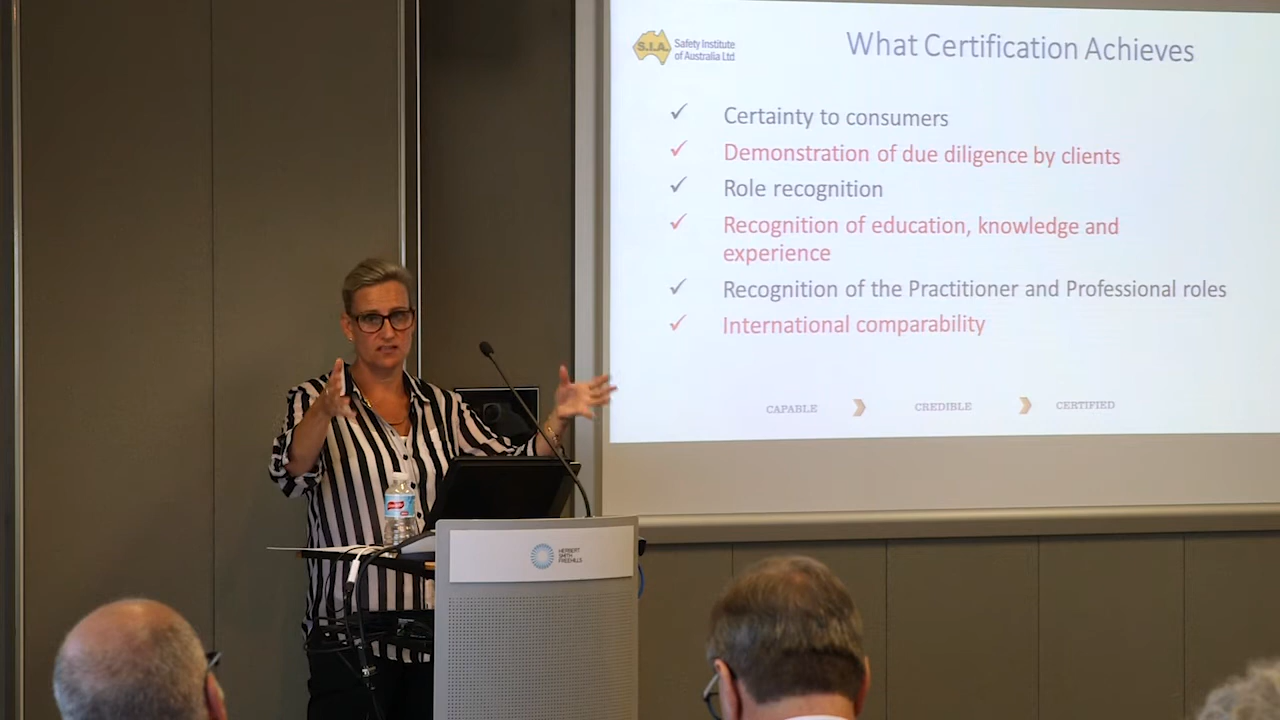 S.I.A.
Safety Institute
of Australia Ltd
What Certification Achieves
Certainty to consumers
Demonstration of due diligence by clients
Role recognition
Recognition of education, knowledge and
experience
Recognition of the Practitioner and Professional roles
International comparability
CAPABLE
CREDIBLE
CERTIFIED
HERBERT
SMITH
FREEHILLS